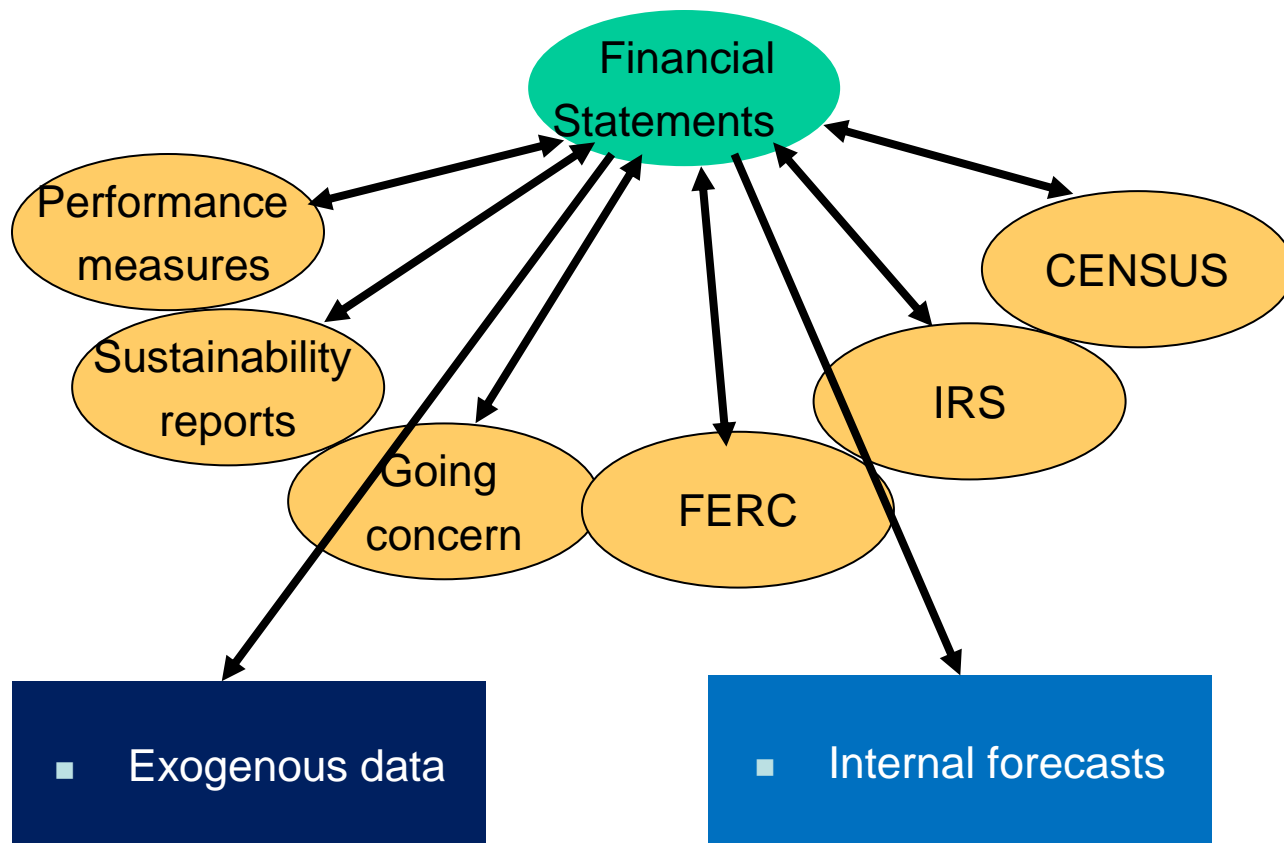 Financial
Statements
Performance
measures
CENSUS
Sustainability
reports
IRS
Going
concern
FERC
▪ Exogenous data
▪ Internal forecasts